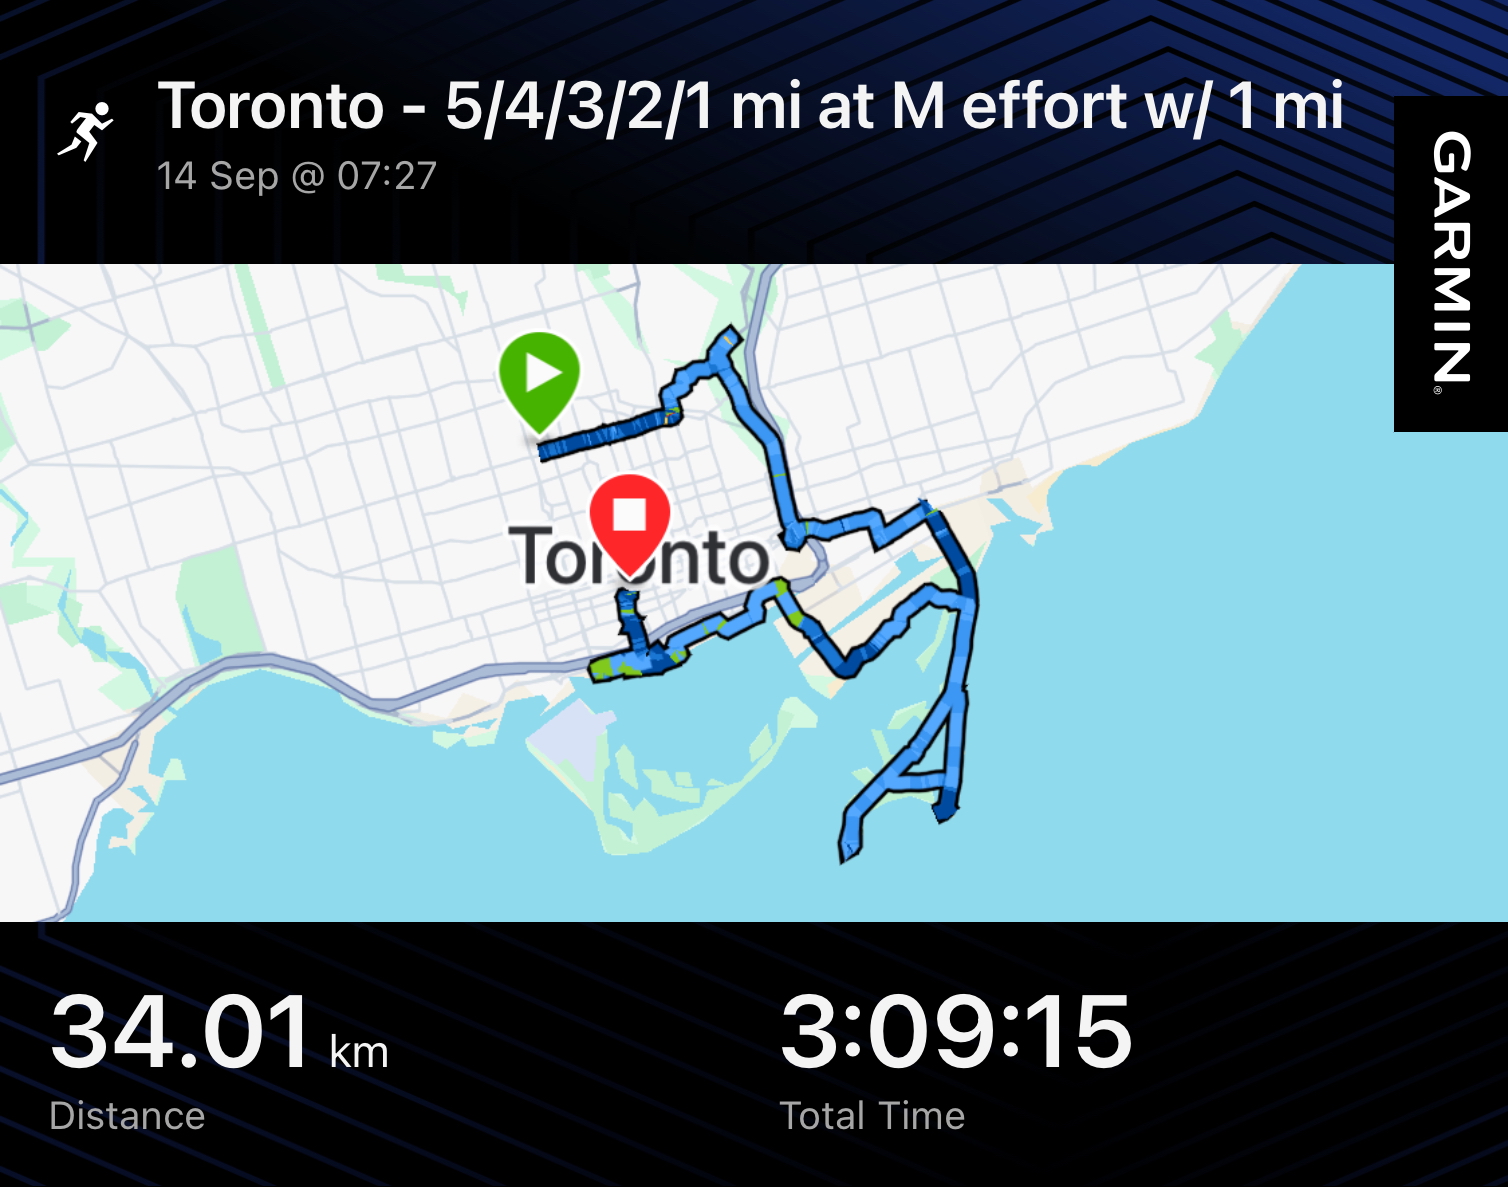 Toronto - 5/4/3/2/1 mi at M effort w/ 1 mi
14 Sep @ 07:27
GARMIN®
Toronto
34.01 km
Distance
3:09:15
Total Time